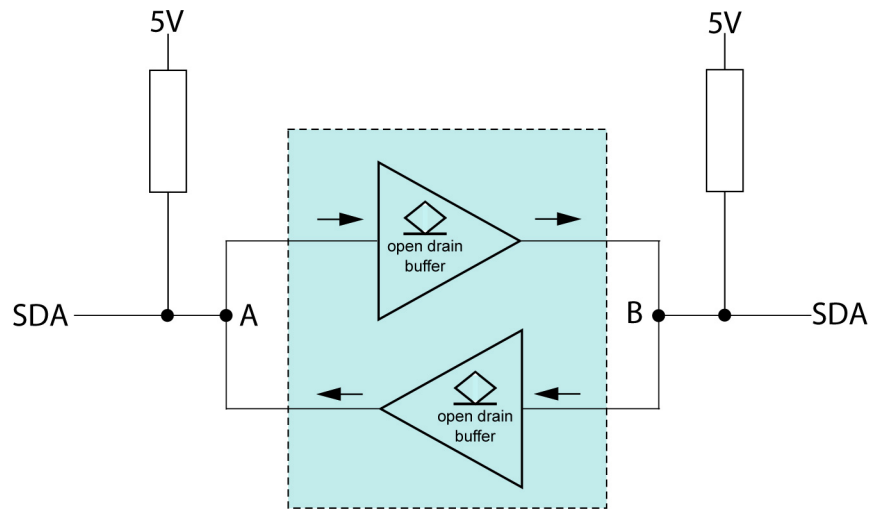 5V
5V
open drain
buffer
SDA
A
B
SDA
open drain
buffer